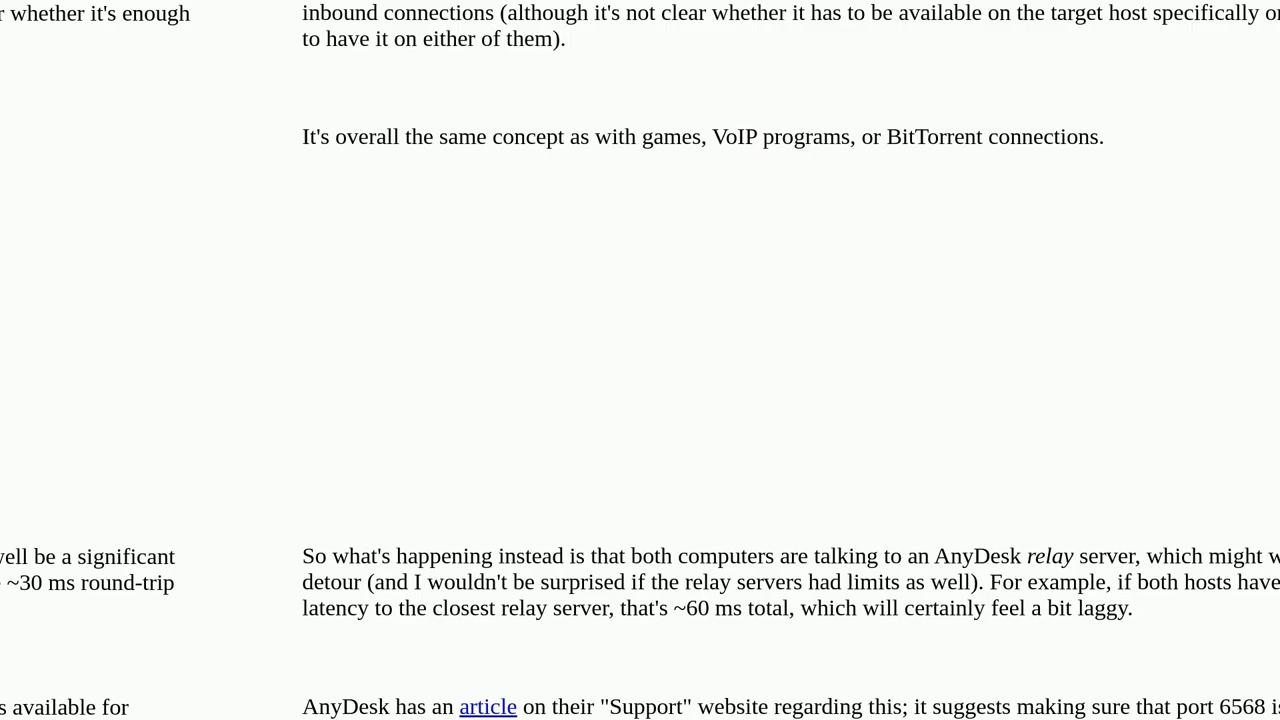 whether it's enough
be a significant
~30 ms round-trip
available for
inbound connections (although it's not clear whether it has to be available on the target host specifically
to have it on either of them).
It's overall the same concept as with games, VoIP programs, or BitTorrent connections.
So what's happening instead is that both computers are talking to an AnyDesk relay server, which might
detour (and I wouldn't be surprised if the relay servers had limits as well). For example, if both hosts have
latency to the closest relay server, that's ~60 ms total, which will certainly feel a bit laggy.
AnyDesk has an article on their "Support" website regarding this; it suggests making sure that port 6568